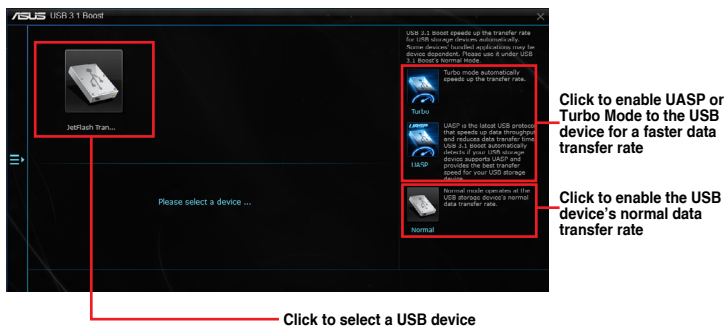 ASUS USB 3.1 Boost
USB 3.1 Boost speeds up the transfer rate
for USB storage devices automatically.
Some devices' bundled applications may be
device dependent. Please use it under USB
3.1 Boost's Normal Mode.
JetFlash Tran...
Turbo mode automatically
speeds up the transfer rate.
Turbo
UASP
UASP is the latest USB protocol
that speeds up data throughput
and reduces data transfer time
USB 3.1 Boost automatically
detects if your USB storage
device supports UASP and
provides the best transfer
speed for your USB storage
device.
UASP
Please select a device ...
Normal mode operates at the
USB storage device's normal
data transfer rate.
Normal
Click to enable UASP or
Turbo Mode to the USB
device for a faster data
transfer rate
Click to enable the USB
device's normal data
transfer rate
Click to select a USB device